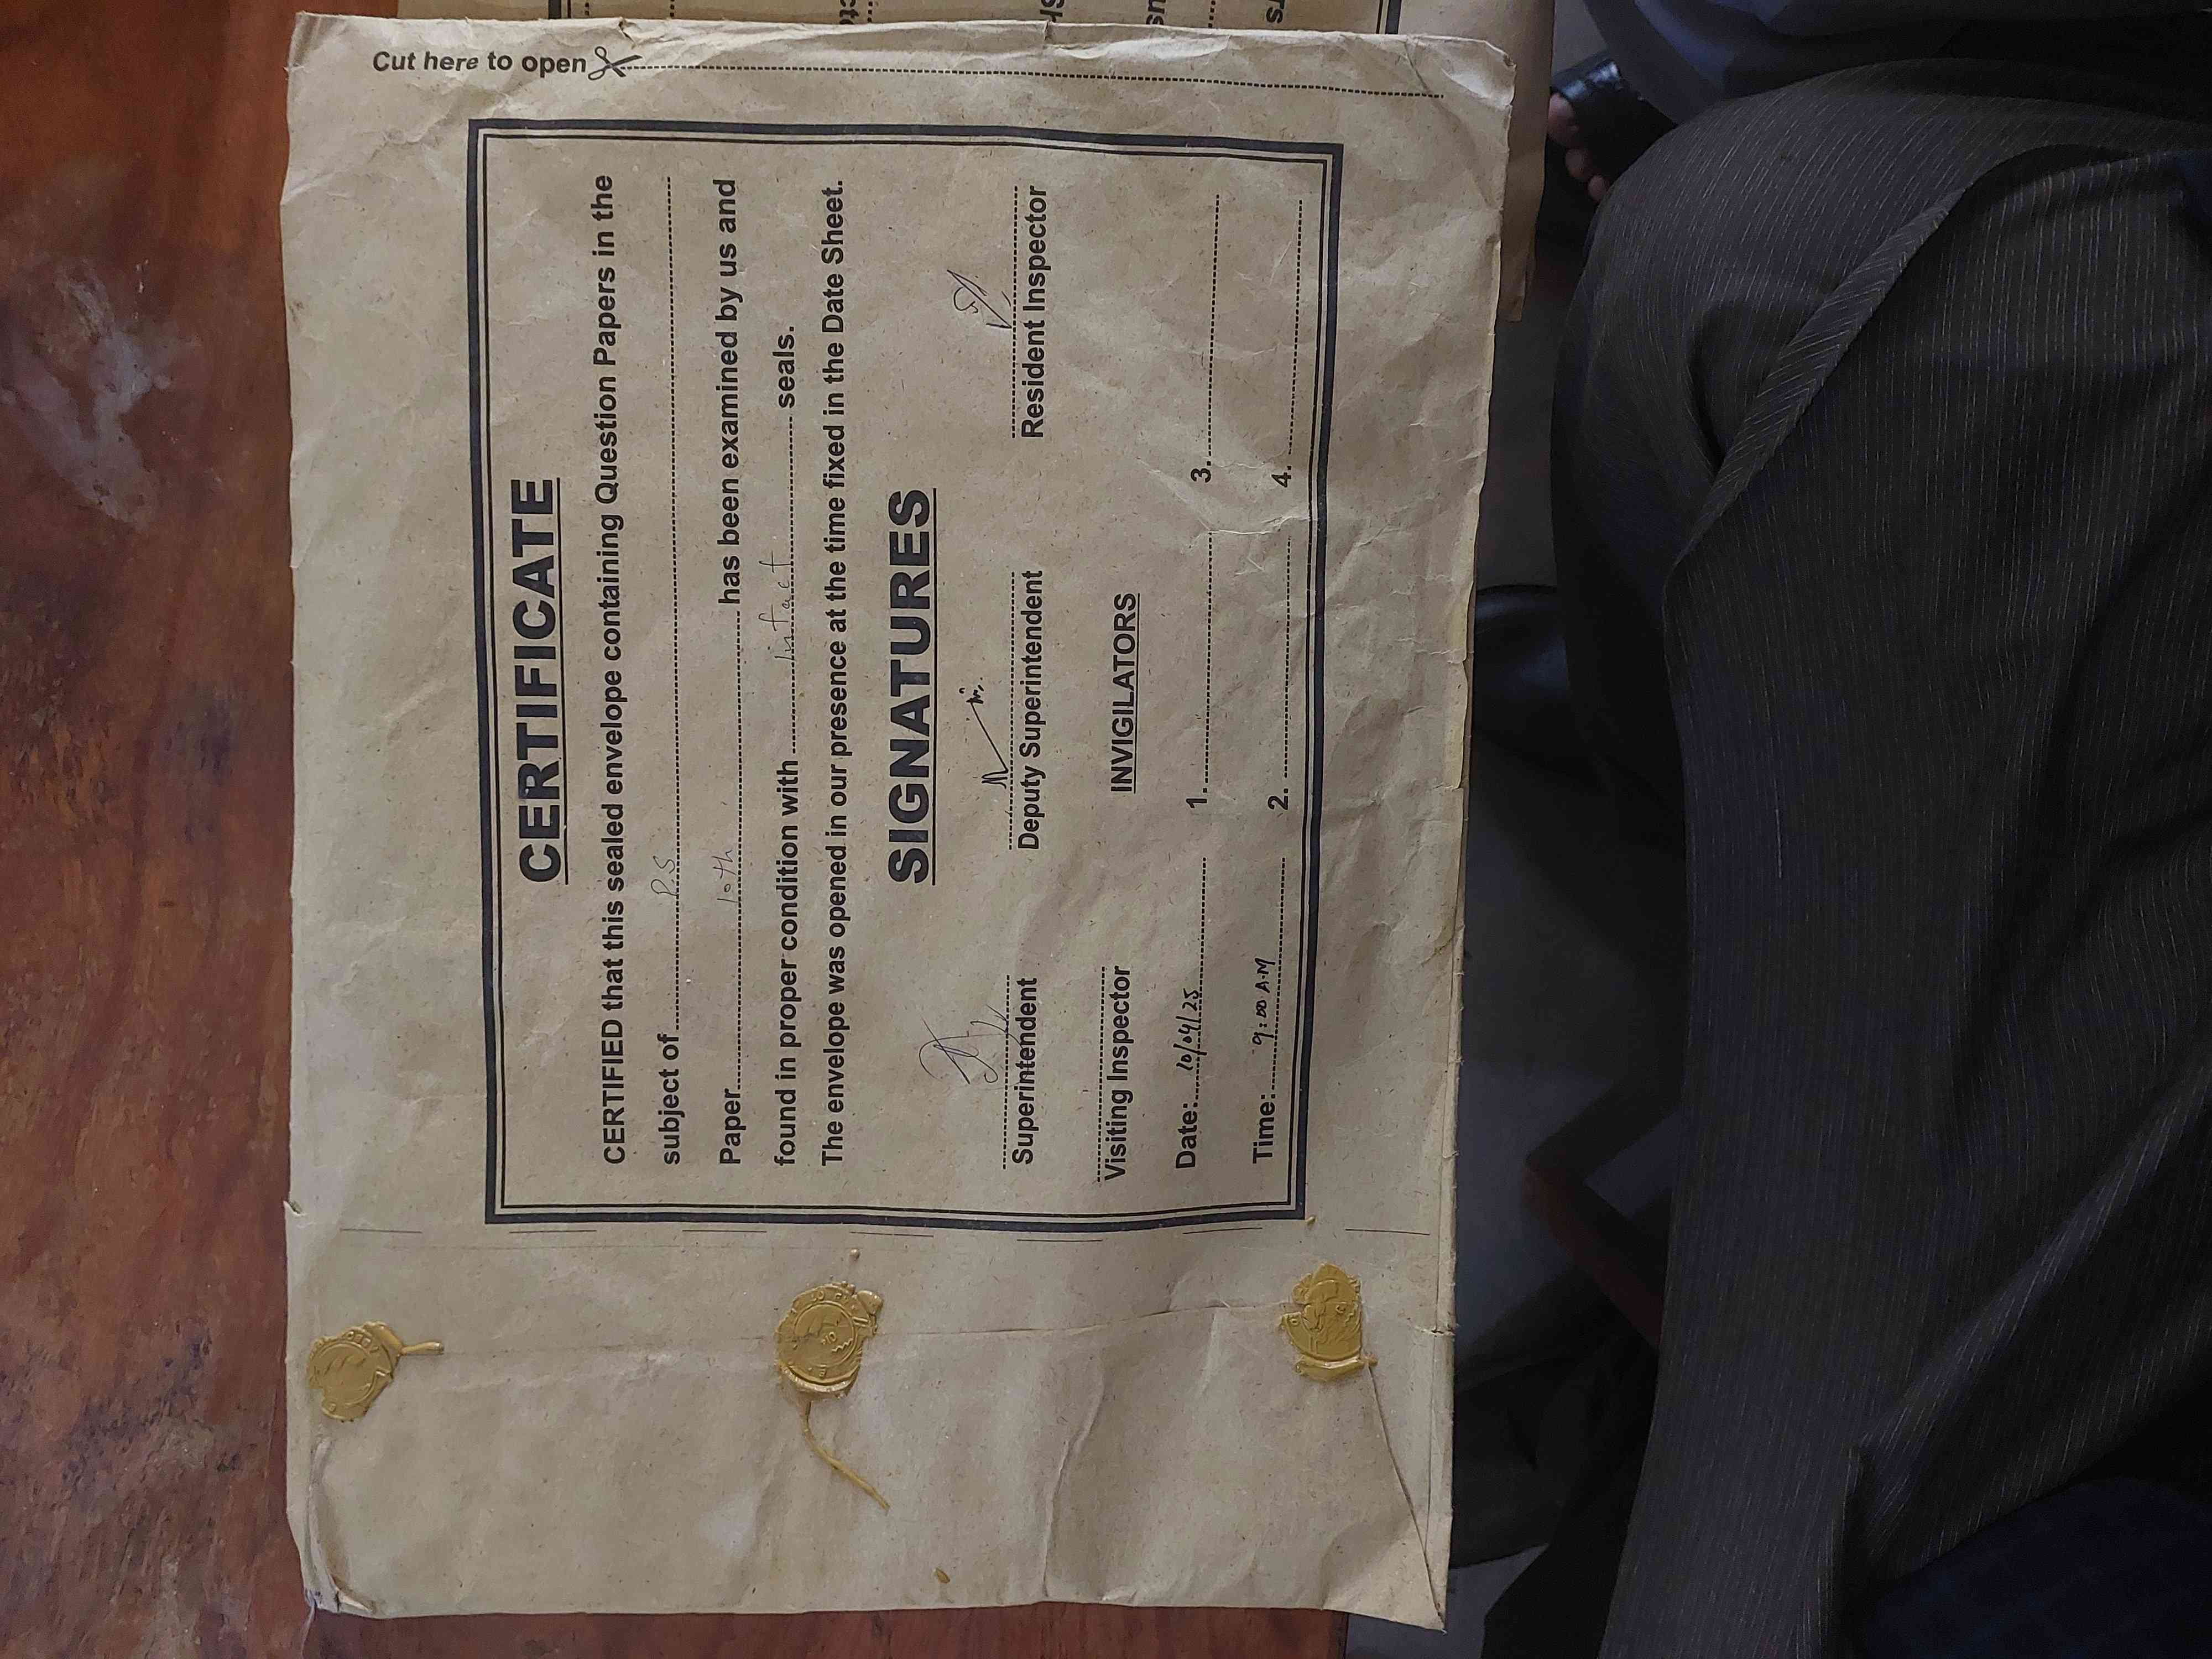 Cut here to open
CERTIFICATE
CERTIFIED that this sealed envelope containing Question Papers in the
subject of P.S
Paper 10th has been examined by us and
found in proper condition with intact seals.
The envelope was opened in our presence at the time fixed in the Date Sheet.
SIGNATURES
Superintendent Deputy Superintendent Resident Inspector
Visiting Inspector INVIGILATORS
Date: 10/04/25 1. 3.
Time: 9:00 A.M 2. 4.